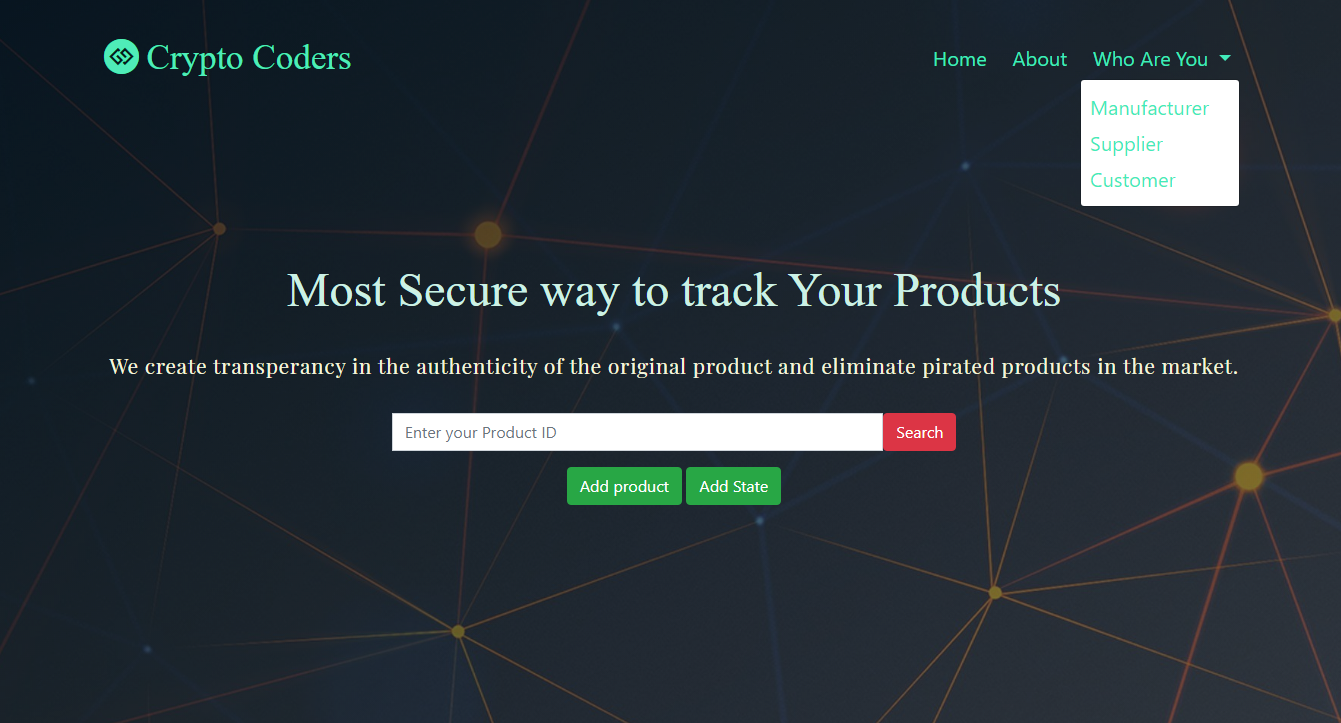 Crypto Coders
Home About Who Are You
Manufacturer
Supplier
Customer
Most Secure way to track Your Products
We create transperancy in the authenticity of the original product and eliminate pirated products in the market.
Enter your Product ID Search
Add product Add State